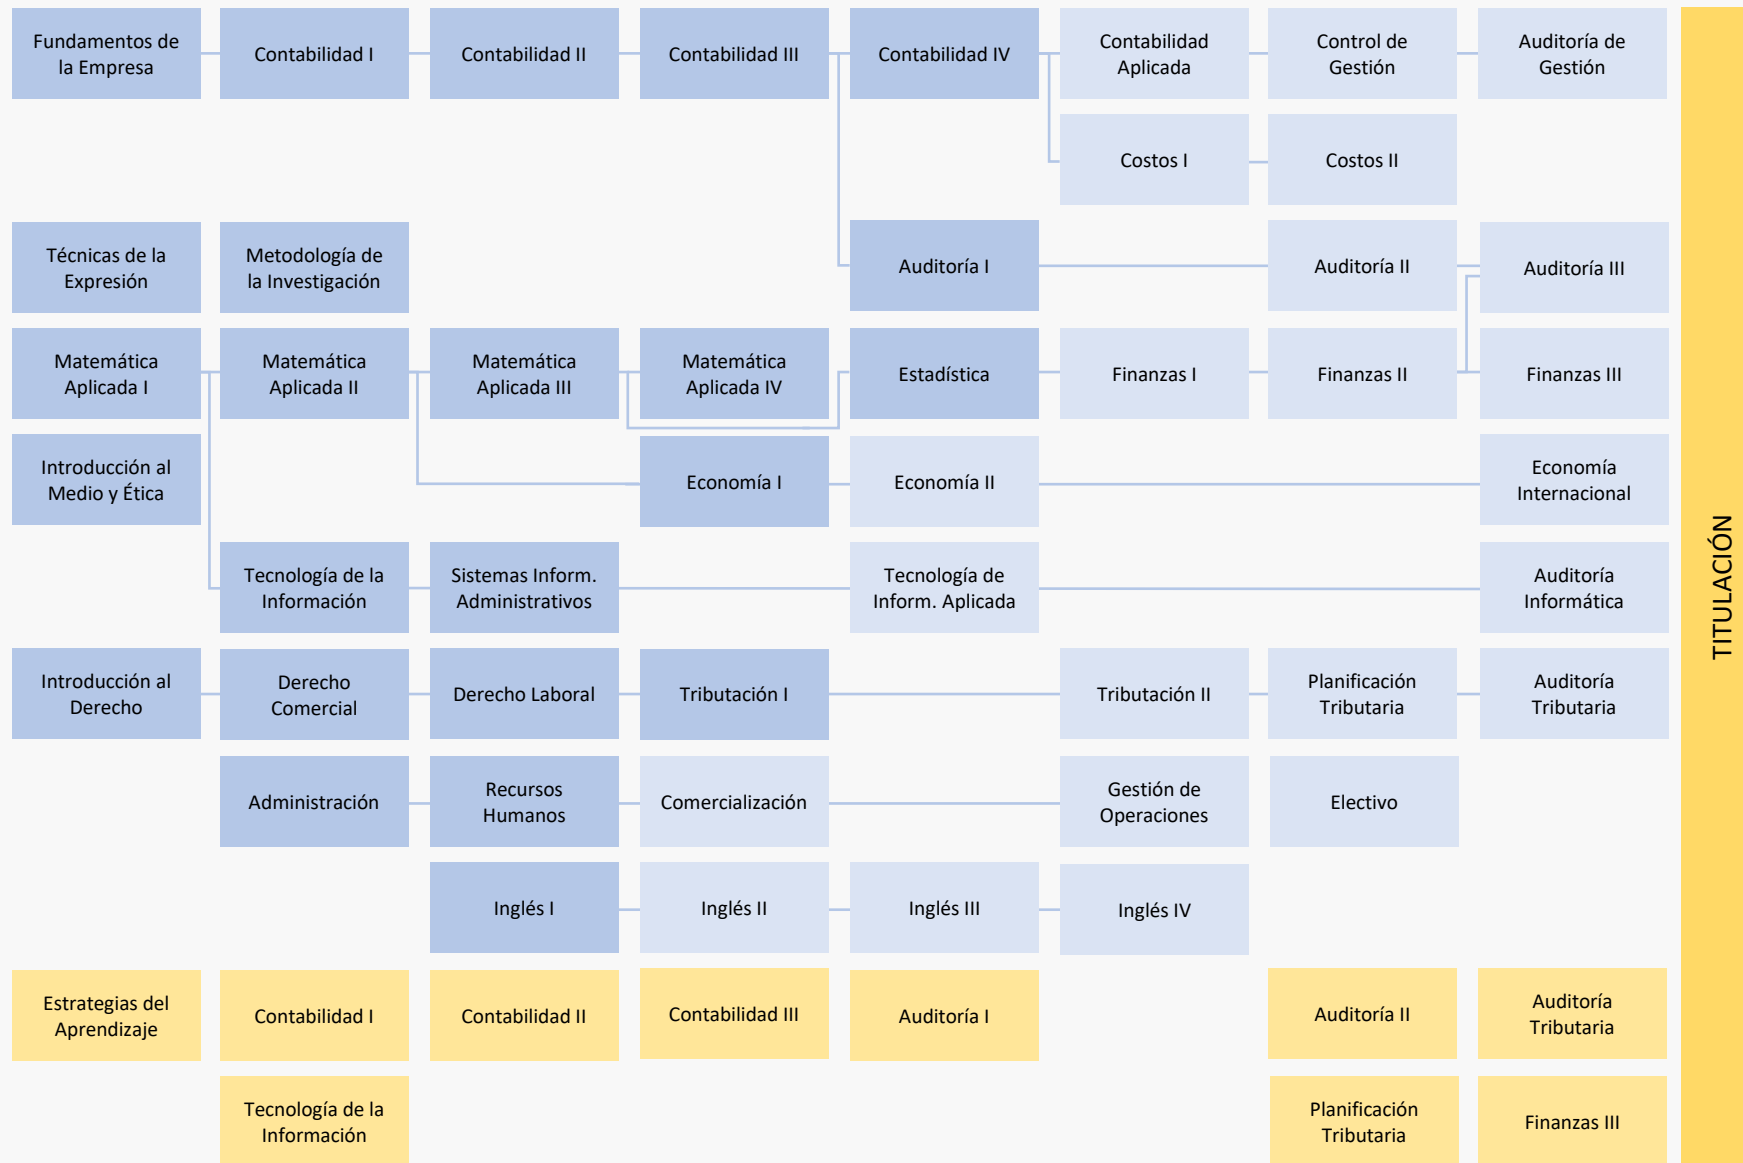 Fundamentos de
la Empresa
Contabilidad I
Contabilidad II
Contabilidad III
Contabilidad IV
Contabilidad
Aplicada
Control de
Gestión
Auditoría de
Gestión
Costos I
Costos II
Técnicas de la
Expresión
Metodología de
la Investigación
Auditoría I
Auditoría II
Auditoría III
Matemática
Aplicada I
Matemática
Aplicada II
Matemática
Aplicada III
Matemática
Aplicada IV
Estadística
Finanzas I
Finanzas II
Finanzas III
Introducción al
Medio y Ética
Economía I
Economía II
Economía
Internacional
Tecnología de la
Información
Sistemas Inform.
Administrativos
Tecnología de
Inform. Aplicada
Auditoría
Informática
Introducción al
Derecho
Derecho
Comercial
Derecho Laboral
Tributación I
Tributación II
Planificación
Tributaria
Auditoría
Tributaria
Administración
Recursos
Humanos
Comercialización
Gestión de
Operaciones
Electivo
Inglés I
Inglés II
Inglés III
Inglés IV
Estrategias del
Aprendizaje
Contabilidad I
Contabilidad II
Contabilidad III
Auditoría I
Auditoría II
Auditoría
Tributaria
Tecnología de la
Información
Planificación
Tributaria
Finanzas III
TITULACIÓN